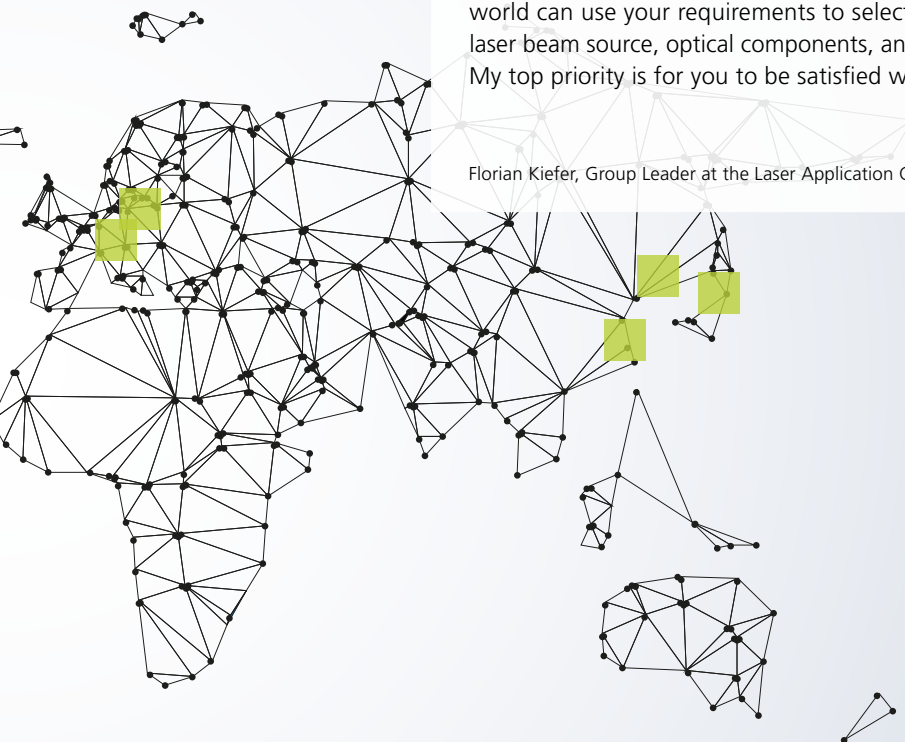 world can use your requirements to select
laser beam source, optical components, an
My top priority is for you to be satisfied w
Florian Kiefer, Group Leader at the Laser Application